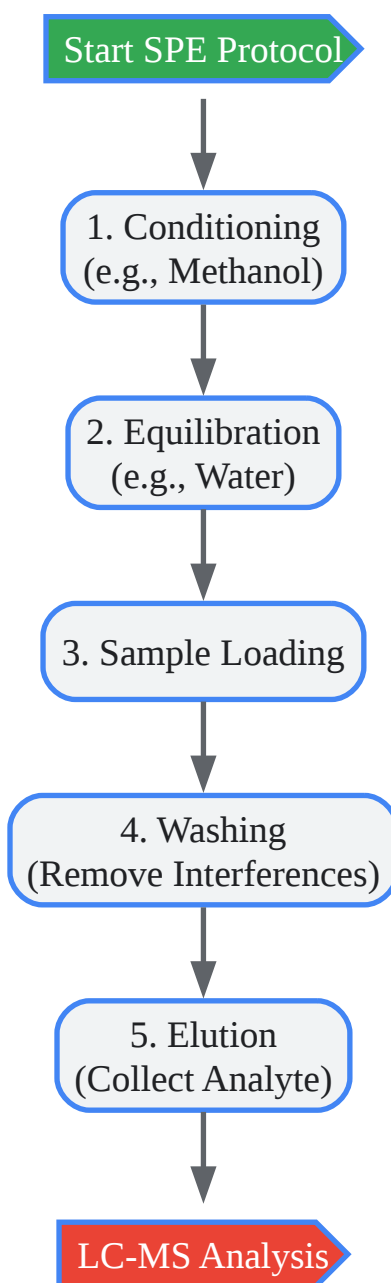 Start SPE Protocol
1. Conditioning
(e.g., Methanol)
2. Equilibration
(e.g., Water)
3. Sample Loading
4. Washing
(Remove Interferences)
5. Elution
(Collect Analyte)
LC-MS Analysis